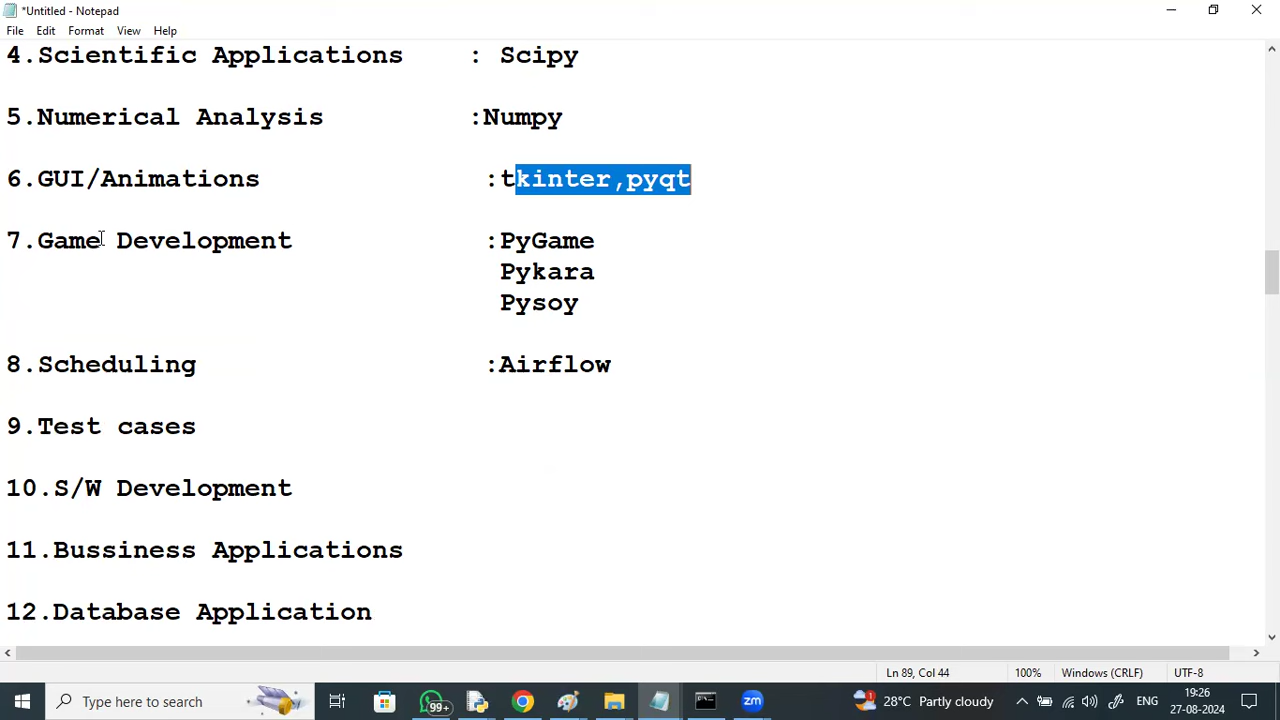 *Untitled - Notepad
File Edit Format View Help
4.Scientific Applications : Scipy
5.Numerical Analysis :Numpy
6.GUI/Animations :tkinter,pyqt
7.Game Development :PyGame
Pykara
Pysoy
8.Scheduling :Airflow
9.Test cases
10.S/W Development
11.Bussiness Applications
12.Database Application
Ln 89, Col 44 100% Windows (CRLF) UTF-8
Type here to search 99+ zm 1 28°C Partly cloudy ENG 19:26
27-08-2024